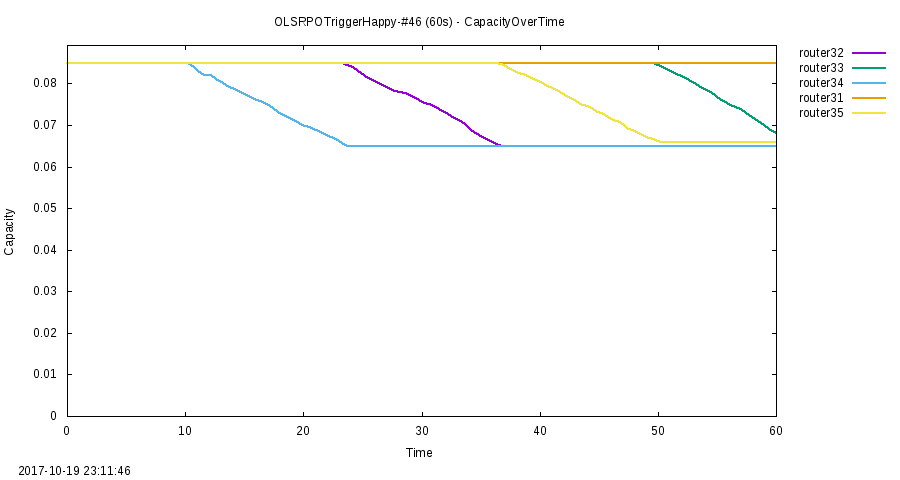 OLSRPOTriggerHappy-#46 (60s) - CapacityOverTime
router32
router33
router34
router31
router35
0.08
0.07
0.06
0.05
0.04
0.03
0.02
0.01
0
Capacity
0 10 20 30 40 50 60
Time
2017-10-19 23:11:46